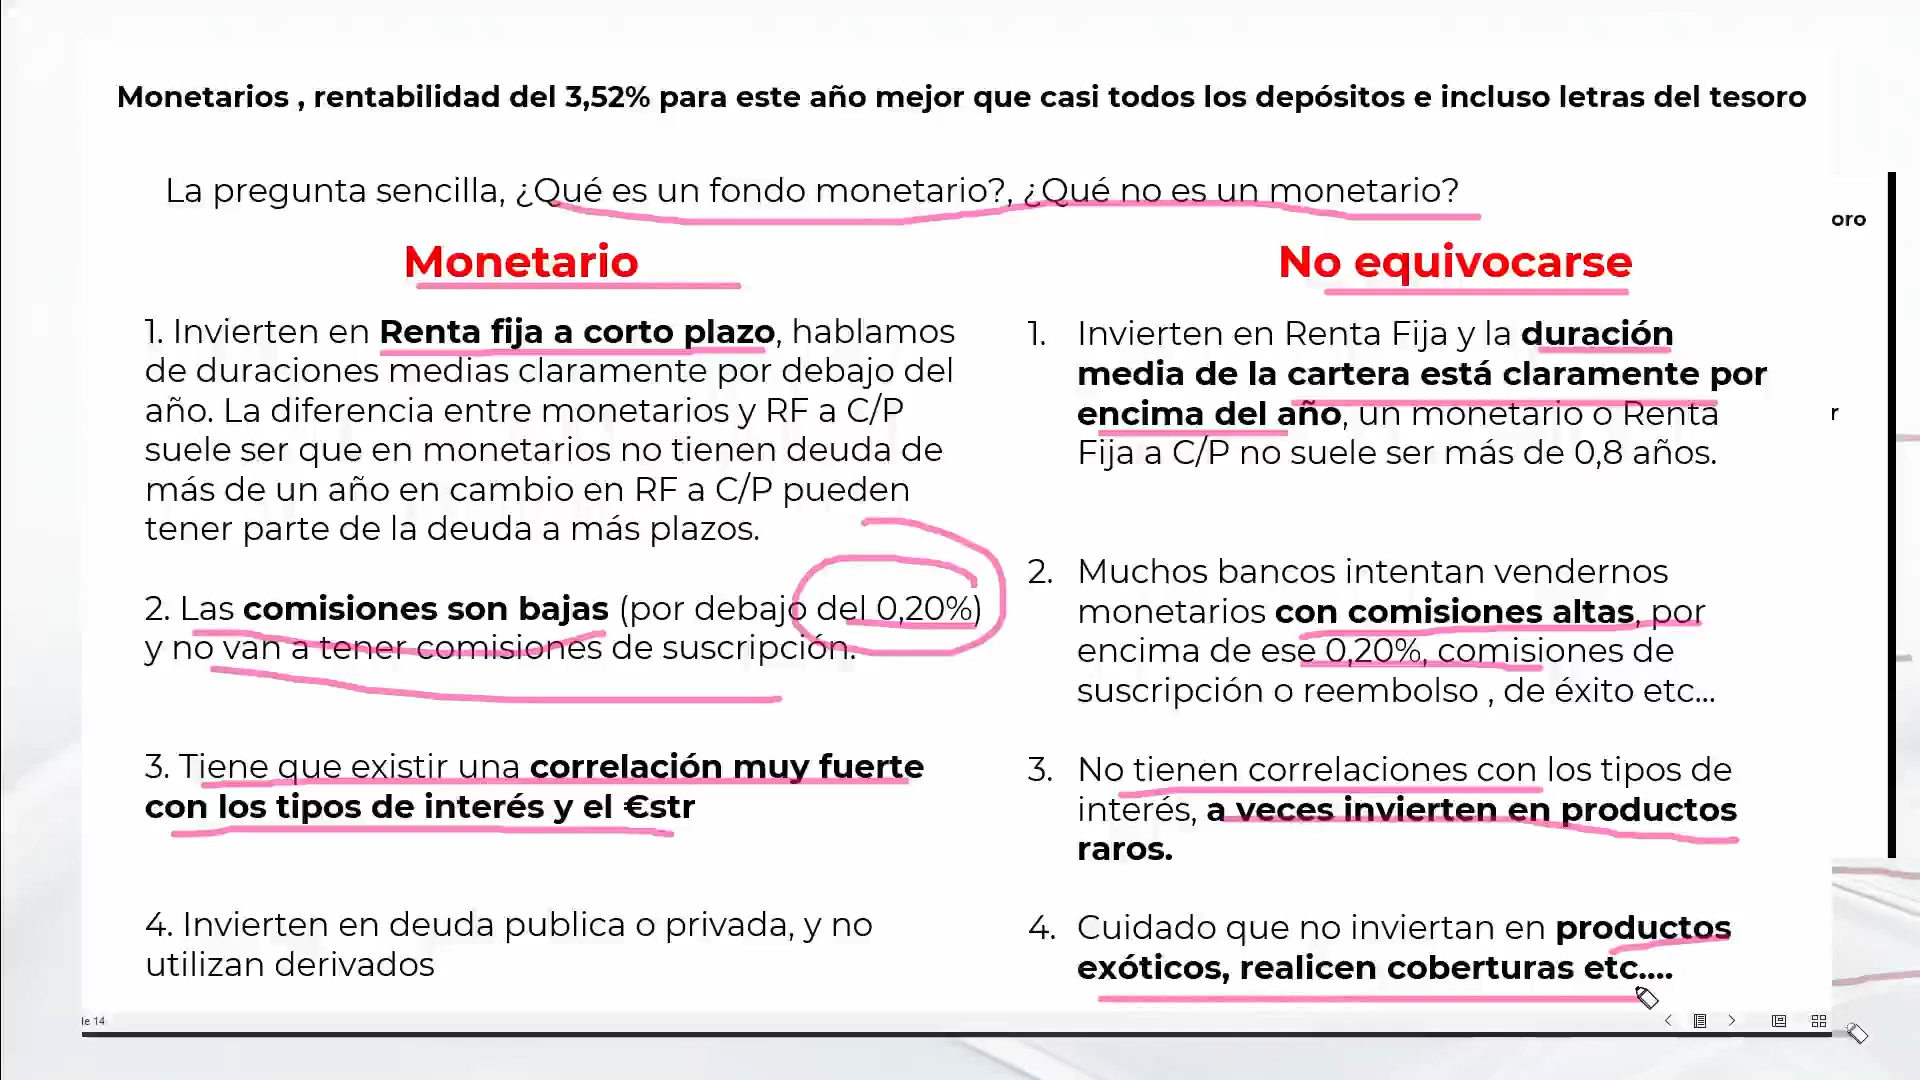 Monetarios , rentabilidad del 3,52% para este año mejor que casi todos los depósitos e incluso letras del tesoro
La pregunta sencilla, ¿Qué es un fondo monetario?, ¿Qué no es un monetario?
oro
Monetario
1. Invierten en Renta fija a corto plazo, hablamos
de duraciones medias claramente por debajo del
año. La diferencia entre monetarios y RF a C/P
suele ser que en monetarios no tienen deuda de
más de un año en cambio en RF a C/P pueden
tener parte de la deuda a más plazos.
2. Las comisiones son bajas (por debajo del 0,20%)
y no van a tener comisiones de suscripción.
3. Tiene que existir una correlación muy fuerte
con los tipos de interés y el €str
4. Invierten en deuda publica o privada, y no
utilizan derivados
No equivocarse
1. Invierten en Renta Fija y la duración
media de la cartera está claramente por
encima del año, un monetario o Renta
Fija a C/P no suele ser más de 0,8 años.
r
2. Muchos bancos intentan vendernos
monetarios con comisiones altas, por
encima de ese 0,20%, comisiones de
suscripción o reembolso , de éxito etc...
3. No tienen correlaciones con los tipos de
interés, a veces invierten en productos
raros.
4. Cuidado que no inviertan en productos
exóticos, realicen coberturas etc....
le 14